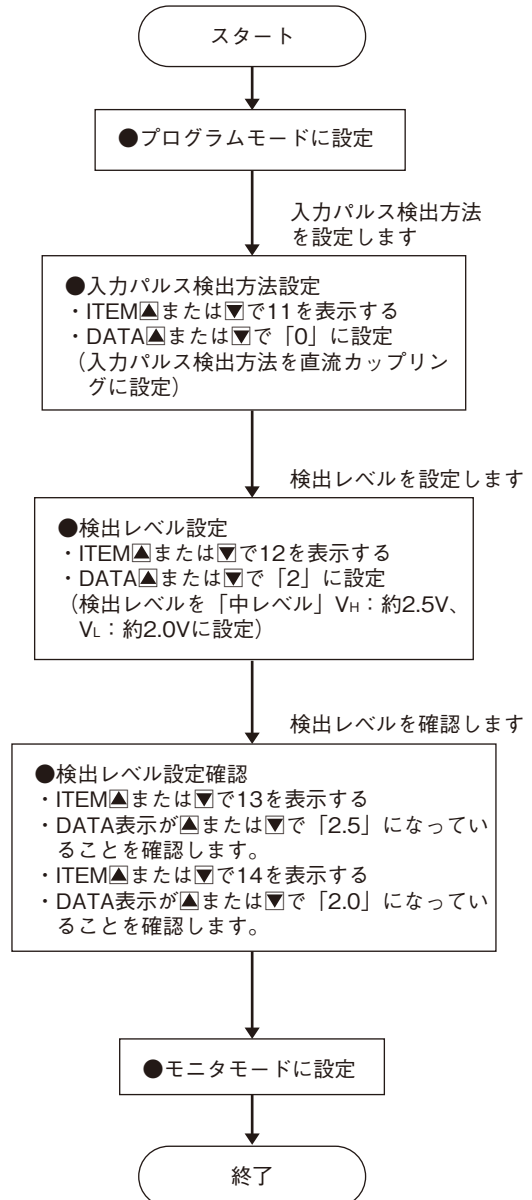 スタート
●プログラムモードに設定
入力パルス検出方法
を設定します
●入力パルス検出方法設定
・ITEM▲または▼で11を表示する
・DATA▲または▼で「0」に設定
（入力パルス検出方法を直流カップリン
グに設定）
検出レベルを設定します
●検出レベル設定
・ITEM▲または▼で12を表示する
・DATA▲または▼で「2」に設定
（検出レベルを「中レベル」VH：約2.5V、
VL：約2.0Vに設定）
検出レベルを確認します
●検出レベル設定確認
・ITEM▲または▼で13を表示する
・DATA表示が▲または▼で「2.5」になってい
ることを確認します。
・ITEM▲または▼で14を表示する
・DATA表示が▲または▼で「2.0」になってい
ることを確認します。
●モニタモードに設定
終了